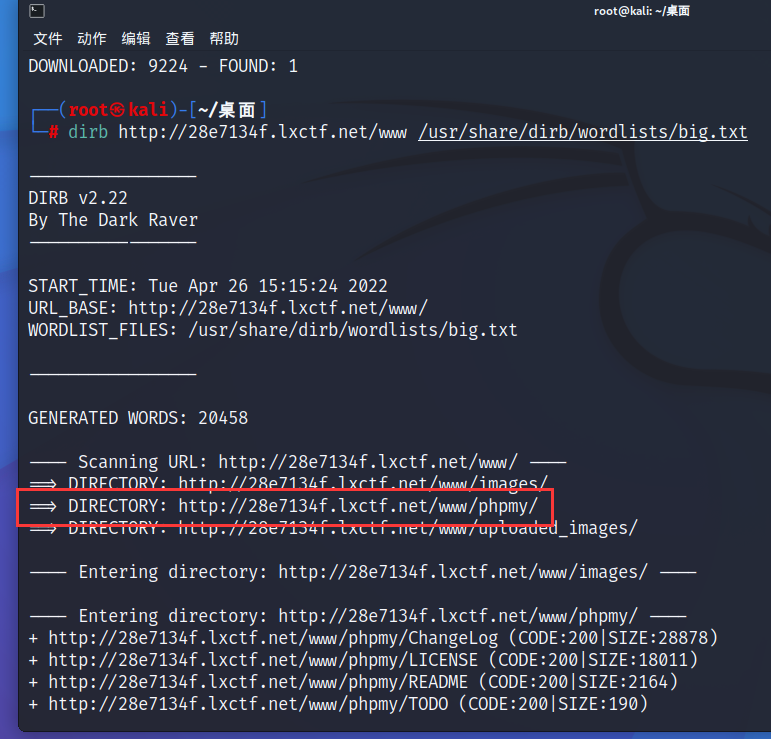 root@kali: ~/桌面
文件 动作 编辑 查看 帮助
DOWNLOADED: 9224 - FOUND: 1
┌──(root㉿kali)-[~/桌面]
└─# dirb http://28e7134f.lxctf.net/www /usr/share/dirb/wordlists/big.txt
-----------------
DIRB v2.22
By The Dark Raver
-----------------
START_TIME: Tue Apr 26 15:15:24 2022
URL_BASE: http://28e7134f.lxctf.net/www/
WORDLIST_FILES: /usr/share/dirb/wordlists/big.txt
-----------------
GENERATED WORDS: 20458
---- Scanning URL: http://28e7134f.lxctf.net/www/ ----
==> DIRECTORY: http://28e7134f.lxctf.net/www/images/
==> DIRECTORY: http://28e7134f.lxctf.net/www/phpmy/
==> DIRECTORY: http://28e7134f.lxctf.net/www/uploaded_images/
---- Entering directory: http://28e7134f.lxctf.net/www/images/ ----
---- Entering directory: http://28e7134f.lxctf.net/www/phpmy/ ----
+ http://28e7134f.lxctf.net/www/phpmy/ChangeLog (CODE:200|SIZE:28878)
+ http://28e7134f.lxctf.net/www/phpmy/LICENSE (CODE:200|SIZE:18011)
+ http://28e7134f.lxctf.net/www/phpmy/README (CODE:200|SIZE:2164)
+ http://28e7134f.lxctf.net/www/phpmy/TODO (CODE:200|SIZE:190)